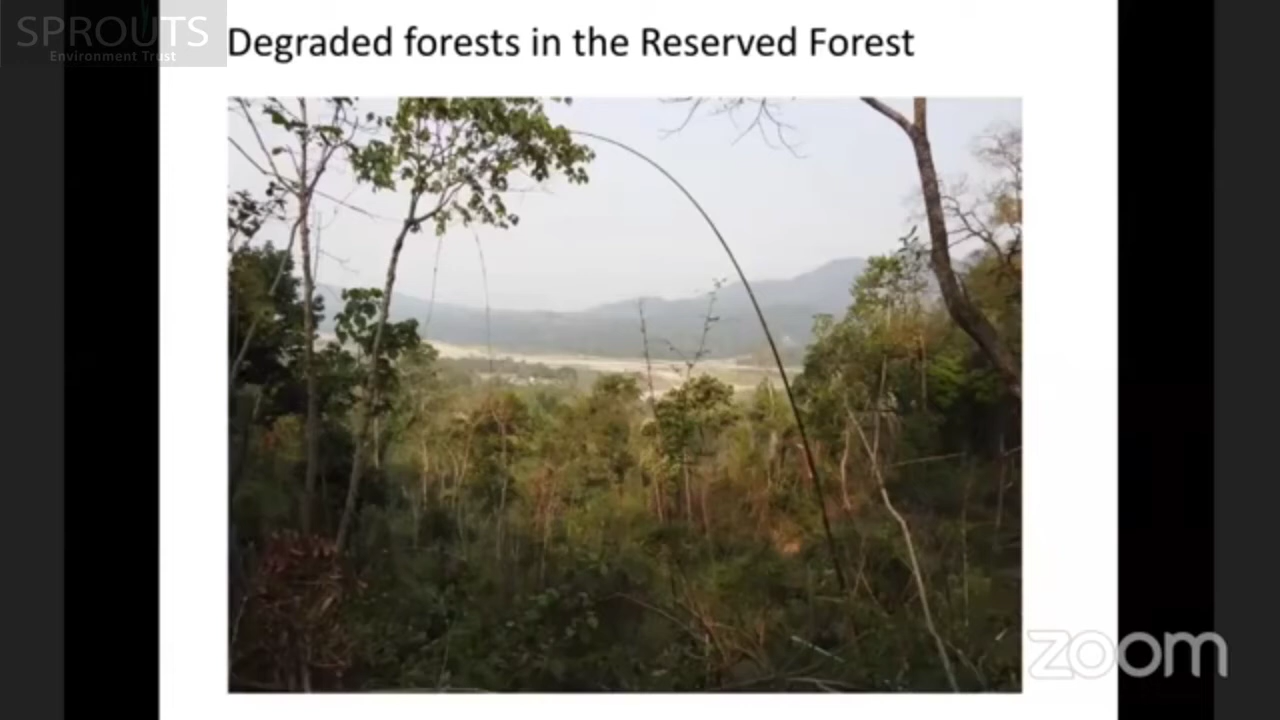 SPROUTS
Environment Trust
Degraded forests in the Reserved Forest
zoom